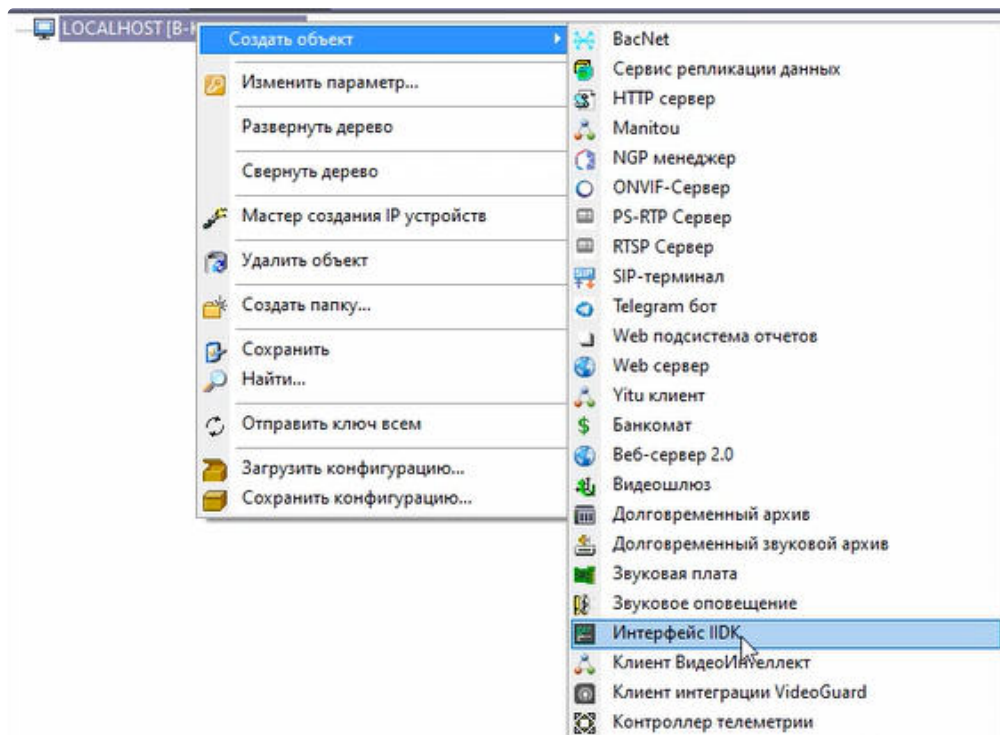 LOCALHOST [B-
Создать объект
Изменить параметр...
Развернуть дерево
Свернуть дерево
Мастер создания IP устройств
Удалить объект
Создать папку...
Сохранить
Найти...
Отправить ключ всем
Загрузить конфигурацию...
Сохранить конфигурацию...
BacNet
Сервис репликации данных
HTTP сервер
Manitou
NGP менеджер
ONVIF-Сервер
PS-RTP Сервер
RTSP Сервер
SIP-терминал
Telegram бот
Web подсистема отчетов
Web сервер
Yitu клиент
Банкомат
Веб-сервер 2.0
Видеошлюз
Долговременный архив
Долговременный звуковой архив
Звуковая плата
Звуковое оповещение
Интерфейс IIDK
Клиент ВидеоИнтеллект
Клиент интеграции VideoGuard
Контроллер телеметрии